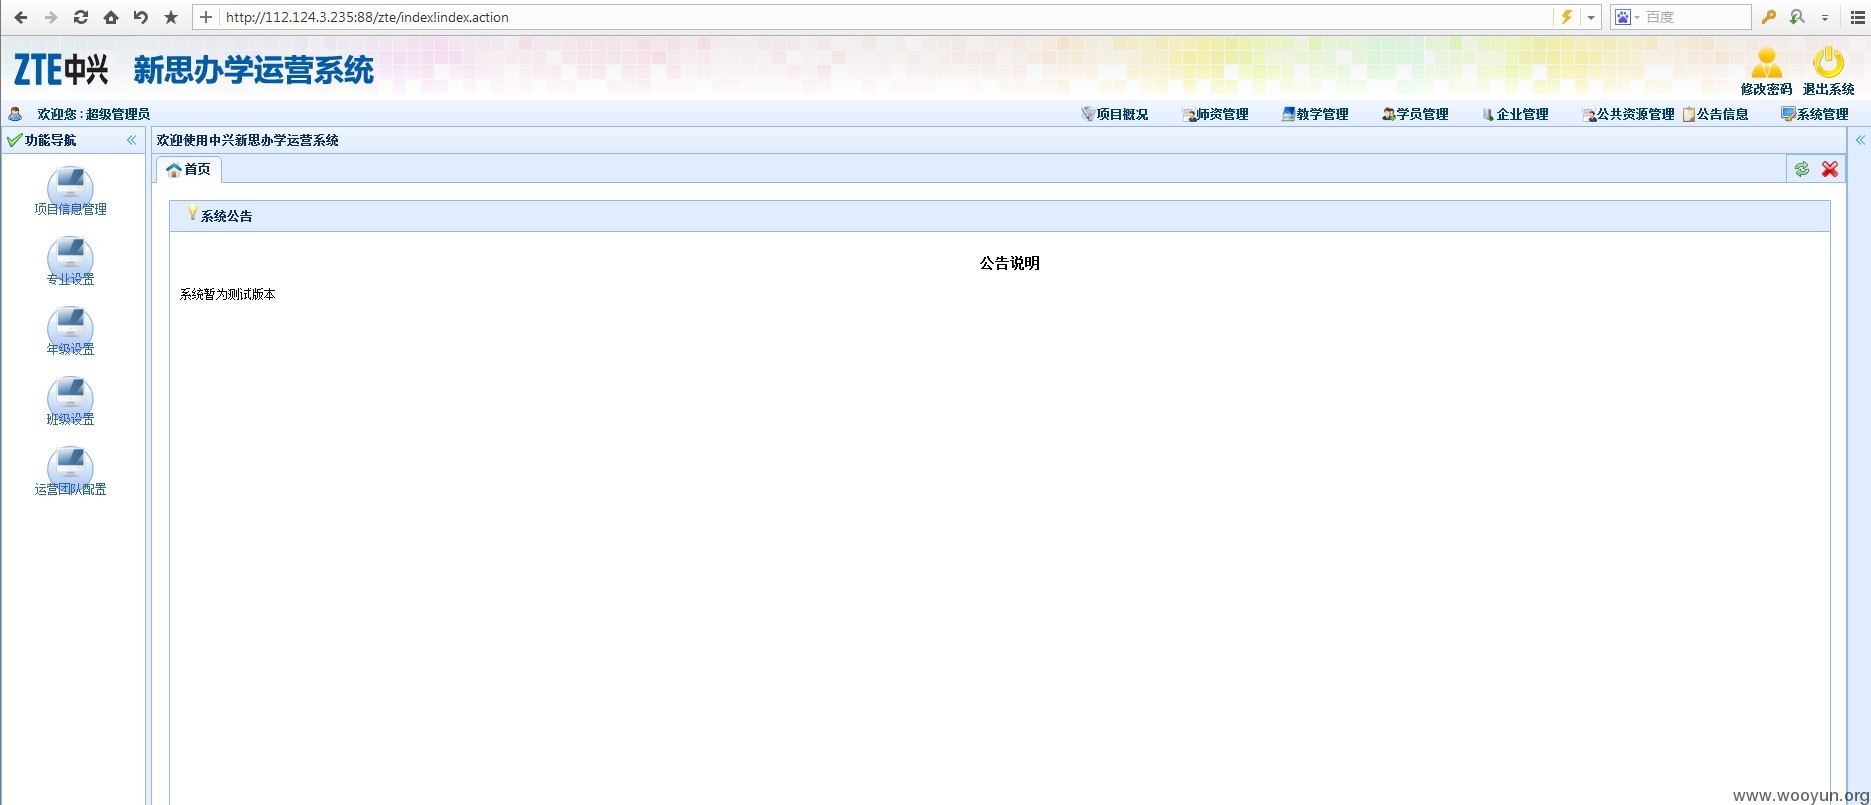 http://112.124.3.235:88/zte/index!index.action
百度
ZTE中兴 新思办学运营系统
修改密码 退出系统
欢迎您 : 超级管理员
项目概况 师资管理 教学管理 学员管理 企业管理 公共资源管理 公告信息 系统管理
功能导航
欢迎使用中兴新思办学运营系统
首页
项目信息管理
专业设置
年级设置
班级设置
运营团队配置
系统公告
公告说明
系统暂为测试版本
www.wooyun.org